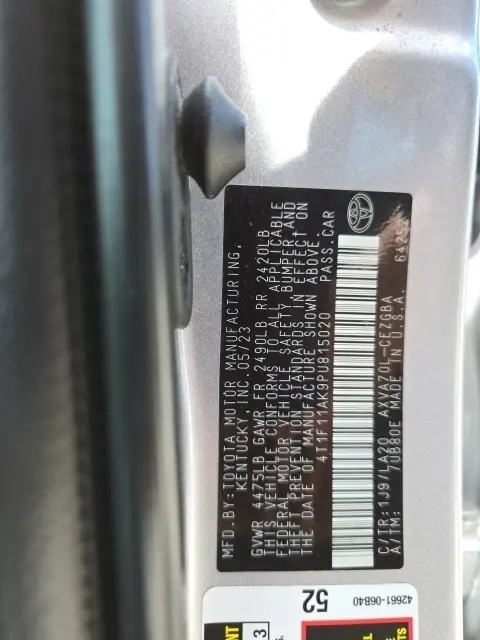 MFD.BY:TOYOTA MOTOR MANUFACTURING,
KENTUCKY, INC. 05/23
GVWR 4475LB GAWR FR 2490LB RR 2420LB
THIS VEHICLE CONFORMS TO ALL APPLICABLE
FEDERAL MOTOR VEHICLE SAFETY BUMPER, AND
THEFT PREVENTION STANDARDS IN EFFECT ON
THE DATE OF MANUFACTURE SHOWN ABOVE.
4T1F11AK9PU815020 PASS.CAR
C/TR:1J9/LA20 AXVA70L-CEZGBA
A/TM: 70B80E MADE IN U.S.A.
52
42661-06B40
3